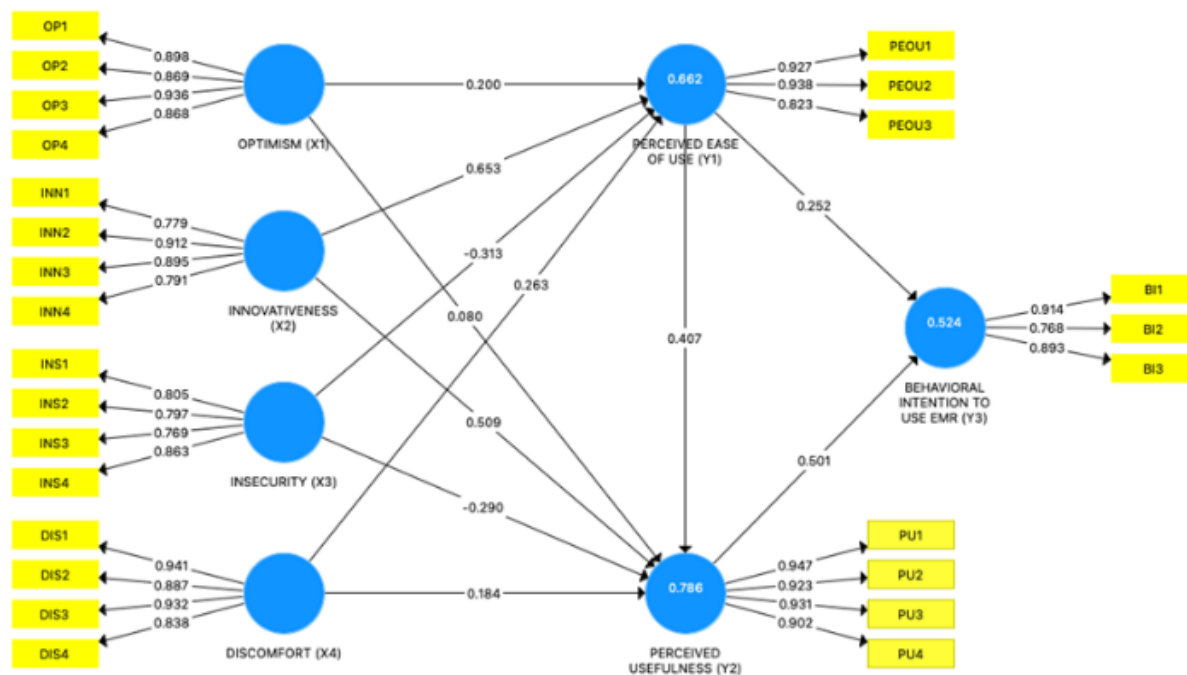 OP1
OP2
OP3
OP4
0.898
0.869
0.936
0.868
OPTIMISM (X1)
INN1
INN2
INN3
INN4
0.779
0.912
0.895
0.791
INNOVATIVENESS
(X2)
INS1
INS2
INS3
INS4
0.805
0.797
0.769
0.863
INSECURITY (X3)
DIS1
DIS2
DIS3
DIS4
0.941
0.887
0.932
0.838
DISCOMFORT (X4)
0.200
0.653
-0.313
0.263
0.080
0.509
-0.290
0.184
0.662
PERCEIVED EASE
OF USE (Y1)
0.927
0.938
0.823
PEOU1
PEOU2
PEOU3
0.407
0.252
0.501
0.524
BEHAVIORAL
INTENTION TO
USE EMR (Y3)
0.914
0.768
0.893
BI1
BI2
BI3
0.786
PERCEIVED
USEFULNESS (Y2)
0.947
0.923
0.931
0.902
PU1
PU2
PU3
PU4